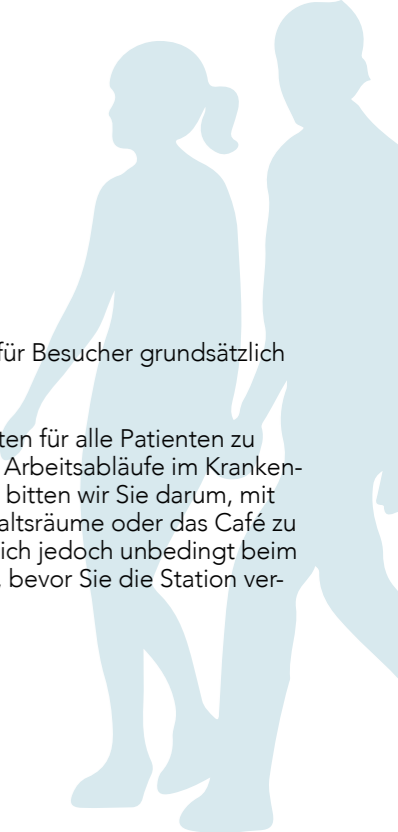 für Besucher grundsätzlich
ten für alle Patienten zu
Arbeitsabläufe im Kranken-
bitten wir Sie darum, mit
altsräume oder das Café zu
ich jedoch unbedingt beim
, bevor Sie die Station ver-